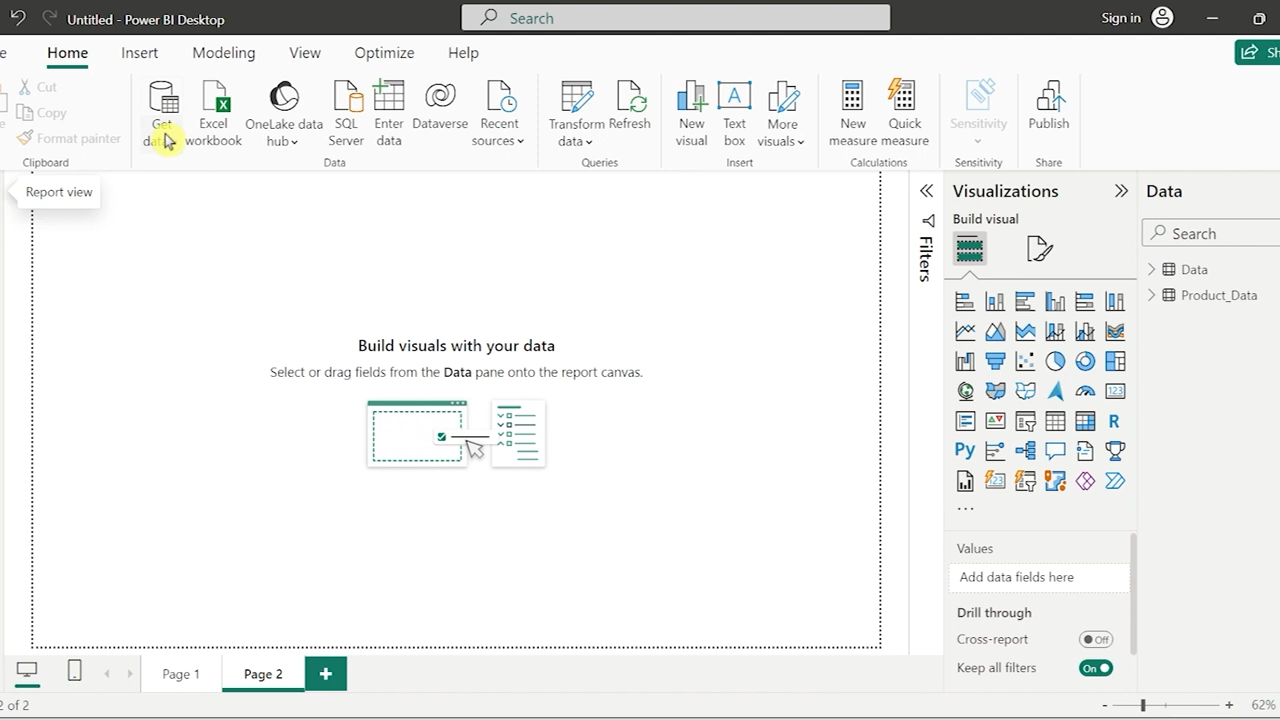 Untitled - Power BI Desktop
Search
Sign in
Home
Insert
Modeling
View
Optimize
Help
Cut
Copy
Format painter
Clipboard
Get
Excel
workbook
OneLake data
hub
SQL
Server
Enter
data
Dataverse
Recent
sources
Data
Transform
data
Refresh
Queries
New
visual
Text
box
More
visuals
Insert
New
measure
Quick
measure
Calculations
Sensitivity
Sensitivity
Publish
Share
Report view
Build visuals with your data
Select or drag fields from the Data pane onto the report canvas.
Filters
Visualizations
Build visual
123
R
Py
123
...
Values
Add data fields here
Drill through
Cross-report
Off
Keep all filters
On
Data
Search
Data
Product_Data
Page 1
Page 2
2 of 2
- +
62%